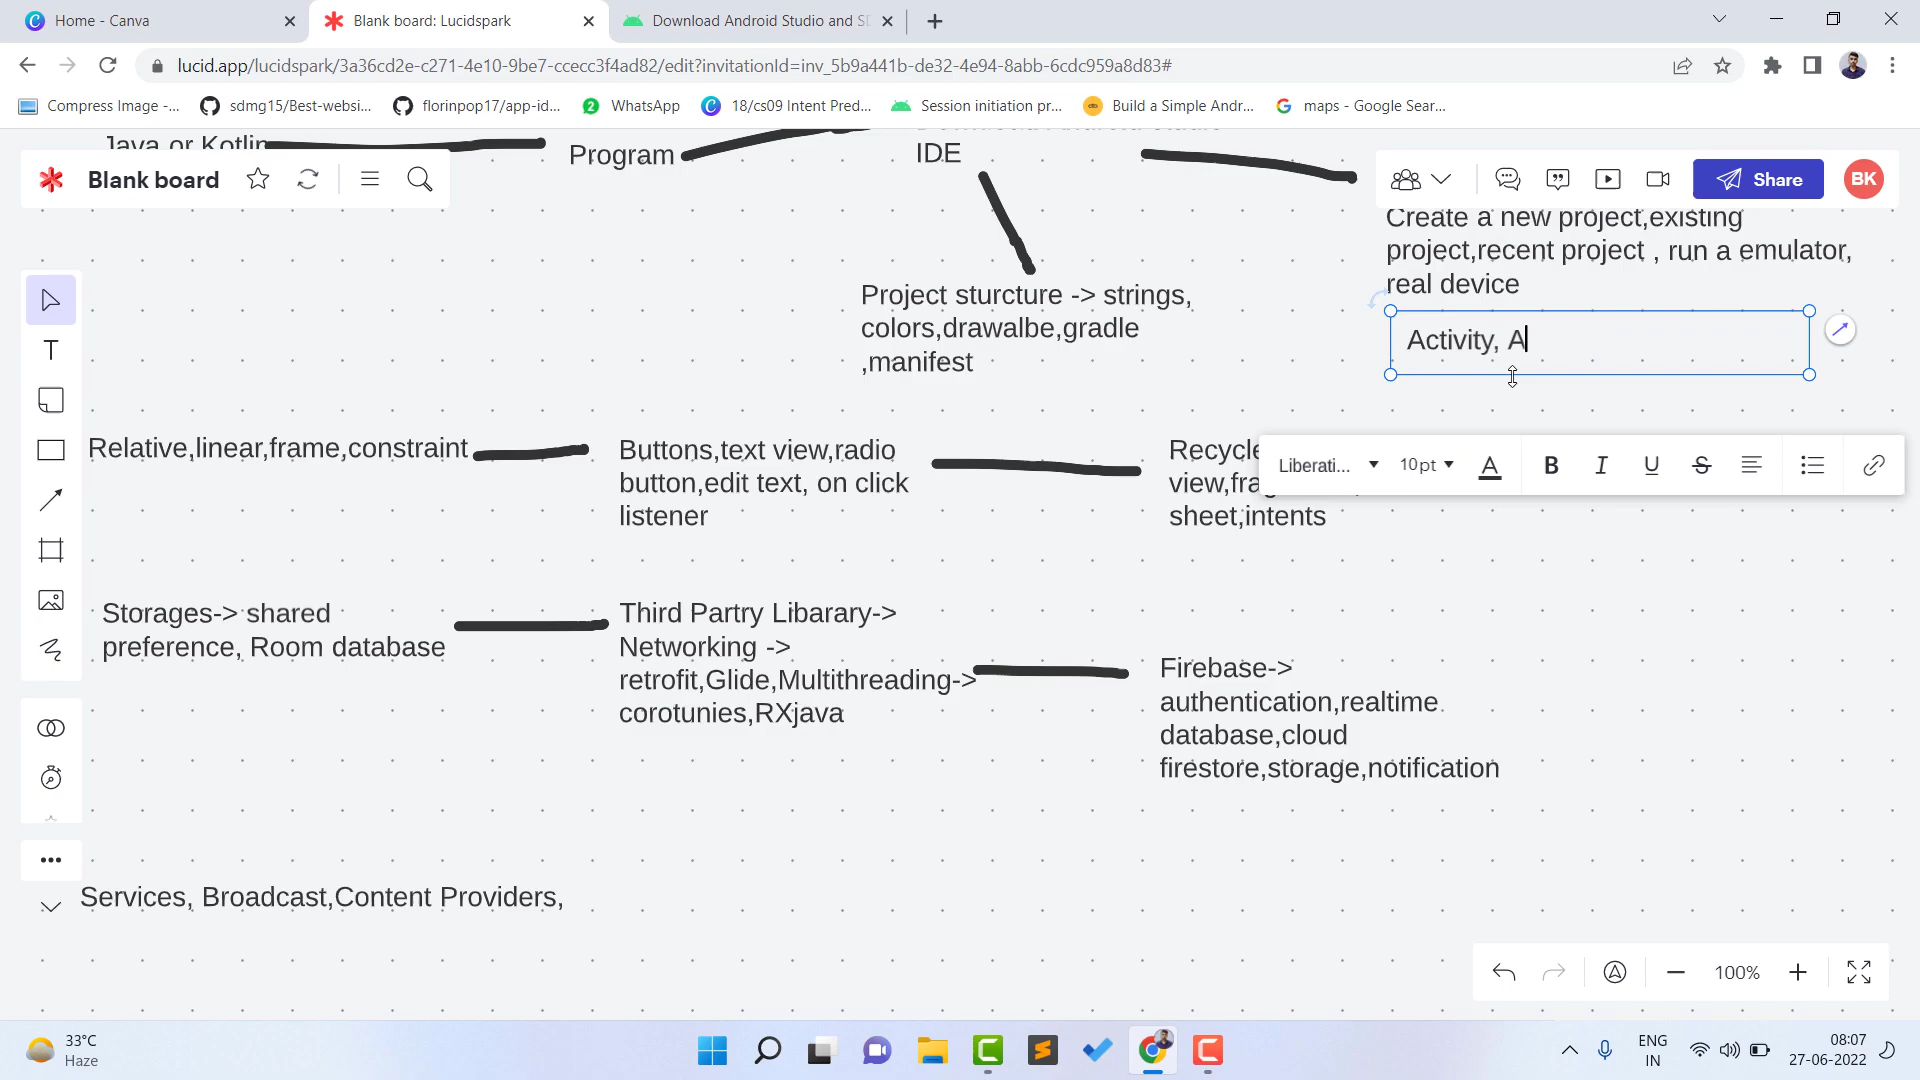 Home - Canva
Blank board: Lucidspark
Download Android Studio and SD
lucid.app/lucidspark/3a36cd2e-c271-4e10-9be7-ccecc3f4ad82/edit?invitationId=inv_5b9a441b-de32-4e94-8abb-6cdc959a8d83#
Compress Image -...
sdmg15/Best-websi...
florinpop17/app-id...
WhatsApp
18/cs09 Intent Pred...
Session initiation pr...
Build a Simple Andr...
maps - Google Sear...
Java or Kotlin
Program
Download Android studio
IDE
Blank board
Share
BK
Create a new project,existing
project,recent project , run a emulator,
real device
Project sturcture -> strings,
colors,drawalbe,gradle
,manifest
Activity, A
Relative,linear,frame,constraint
Buttons,text view,radio
button,edit text, on click
listener
Recycle
view,frag
sheet,intents
Liberati...
10pt
A
B
I
U
S
Storages-> shared
preference, Room database
Third Partry Libarary->
Networking ->
retrofit,Glide,Multithreading->
corotunies,RXjava
Firebase->
authentication,realtime
database,cloud
firestore,storage,notification
Services, Broadcast,Content Providers,
100%
33°C
Haze
ENG
IN
08:07
27-06-2022